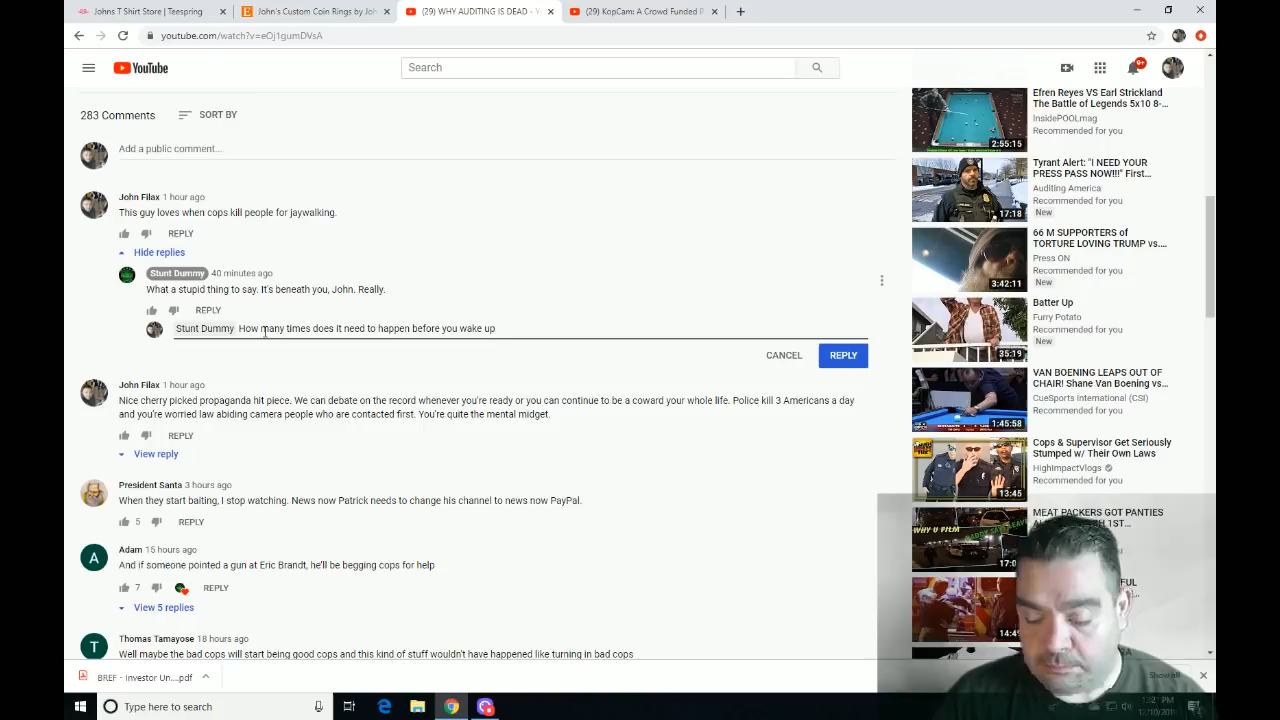 Johns T Shirt Store | Teespring
John's Custom Coin Rings by Joh
(29) WHY AUDITING IS DEAD - Y
(29) KopCam: A Crowd Funded P
youtube.com/watch?v=eOj1gumDVsA
YouTube
Search
9+
283 Comments
SORT BY
Add a public comment...
John Filax 1 hour ago
This guy loves when cops kill people for jaywalking.
REPLY
Hide replies
Stunt Dummy 40 minutes ago
What a stupid thing to say. It's beneath you, John. Really.
REPLY
Stunt Dummy How many times does it need to happen before you wake up
CANCEL
REPLY
John Filax 1 hour ago
Nice cherry picked propaganda hit piece. We can debate on the record whenever you're ready or you can continue to be a coward your whole life. Police kill 3 Americans a day
and you're worried law abiding camera people who are contacted first. You're quite the mental midget.
REPLY
View reply
President Santa 3 hours ago
When they start baiting, I stop watching. News now Patrick needs to change his channel to news now PayPal.
5 REPLY
A
Adam 15 hours ago
And if someone pointed a gun at Eric Brandt, he'll be begging cops for help
7 REPLY
View 5 replies
T
Thomas Tamayose 18 hours ago
Well maybe the bad cops will start being good cops and this kind of stuff wouldn't have happened like turning in bad cops
Efren Reyes VS Earl Strickland
The Battle of Legends 5x10 8-...
InsidePOOLmag
Recommended for you
2:55:15
Tyrant Alert: "I NEED YOUR
PRESS PASS NOW!!!" First...
Auditing America
Recommended for you
New
17:18
66 M SUPPORTERS of
TORTURE LOVING TRUMP vs....
Press ON
Recommended for you
New
3:42:11
Batter Up
Furry Potato
Recommended for you
New
35:19
VAN BOENING LEAPS OUT OF
CHAIR! Shane Van Boening vs...
CueSports International (CSI)
Recommended for you
1:45:58
Cops & Supervisor Get Seriously
Stumped w/ Their Own Laws
HighImpactVlogs
Recommended for you
13:45
MEAT PACKERS GOT PANTIES
WHY U FILM
BREF - Investor Un....pdf
Show all
Type here to search